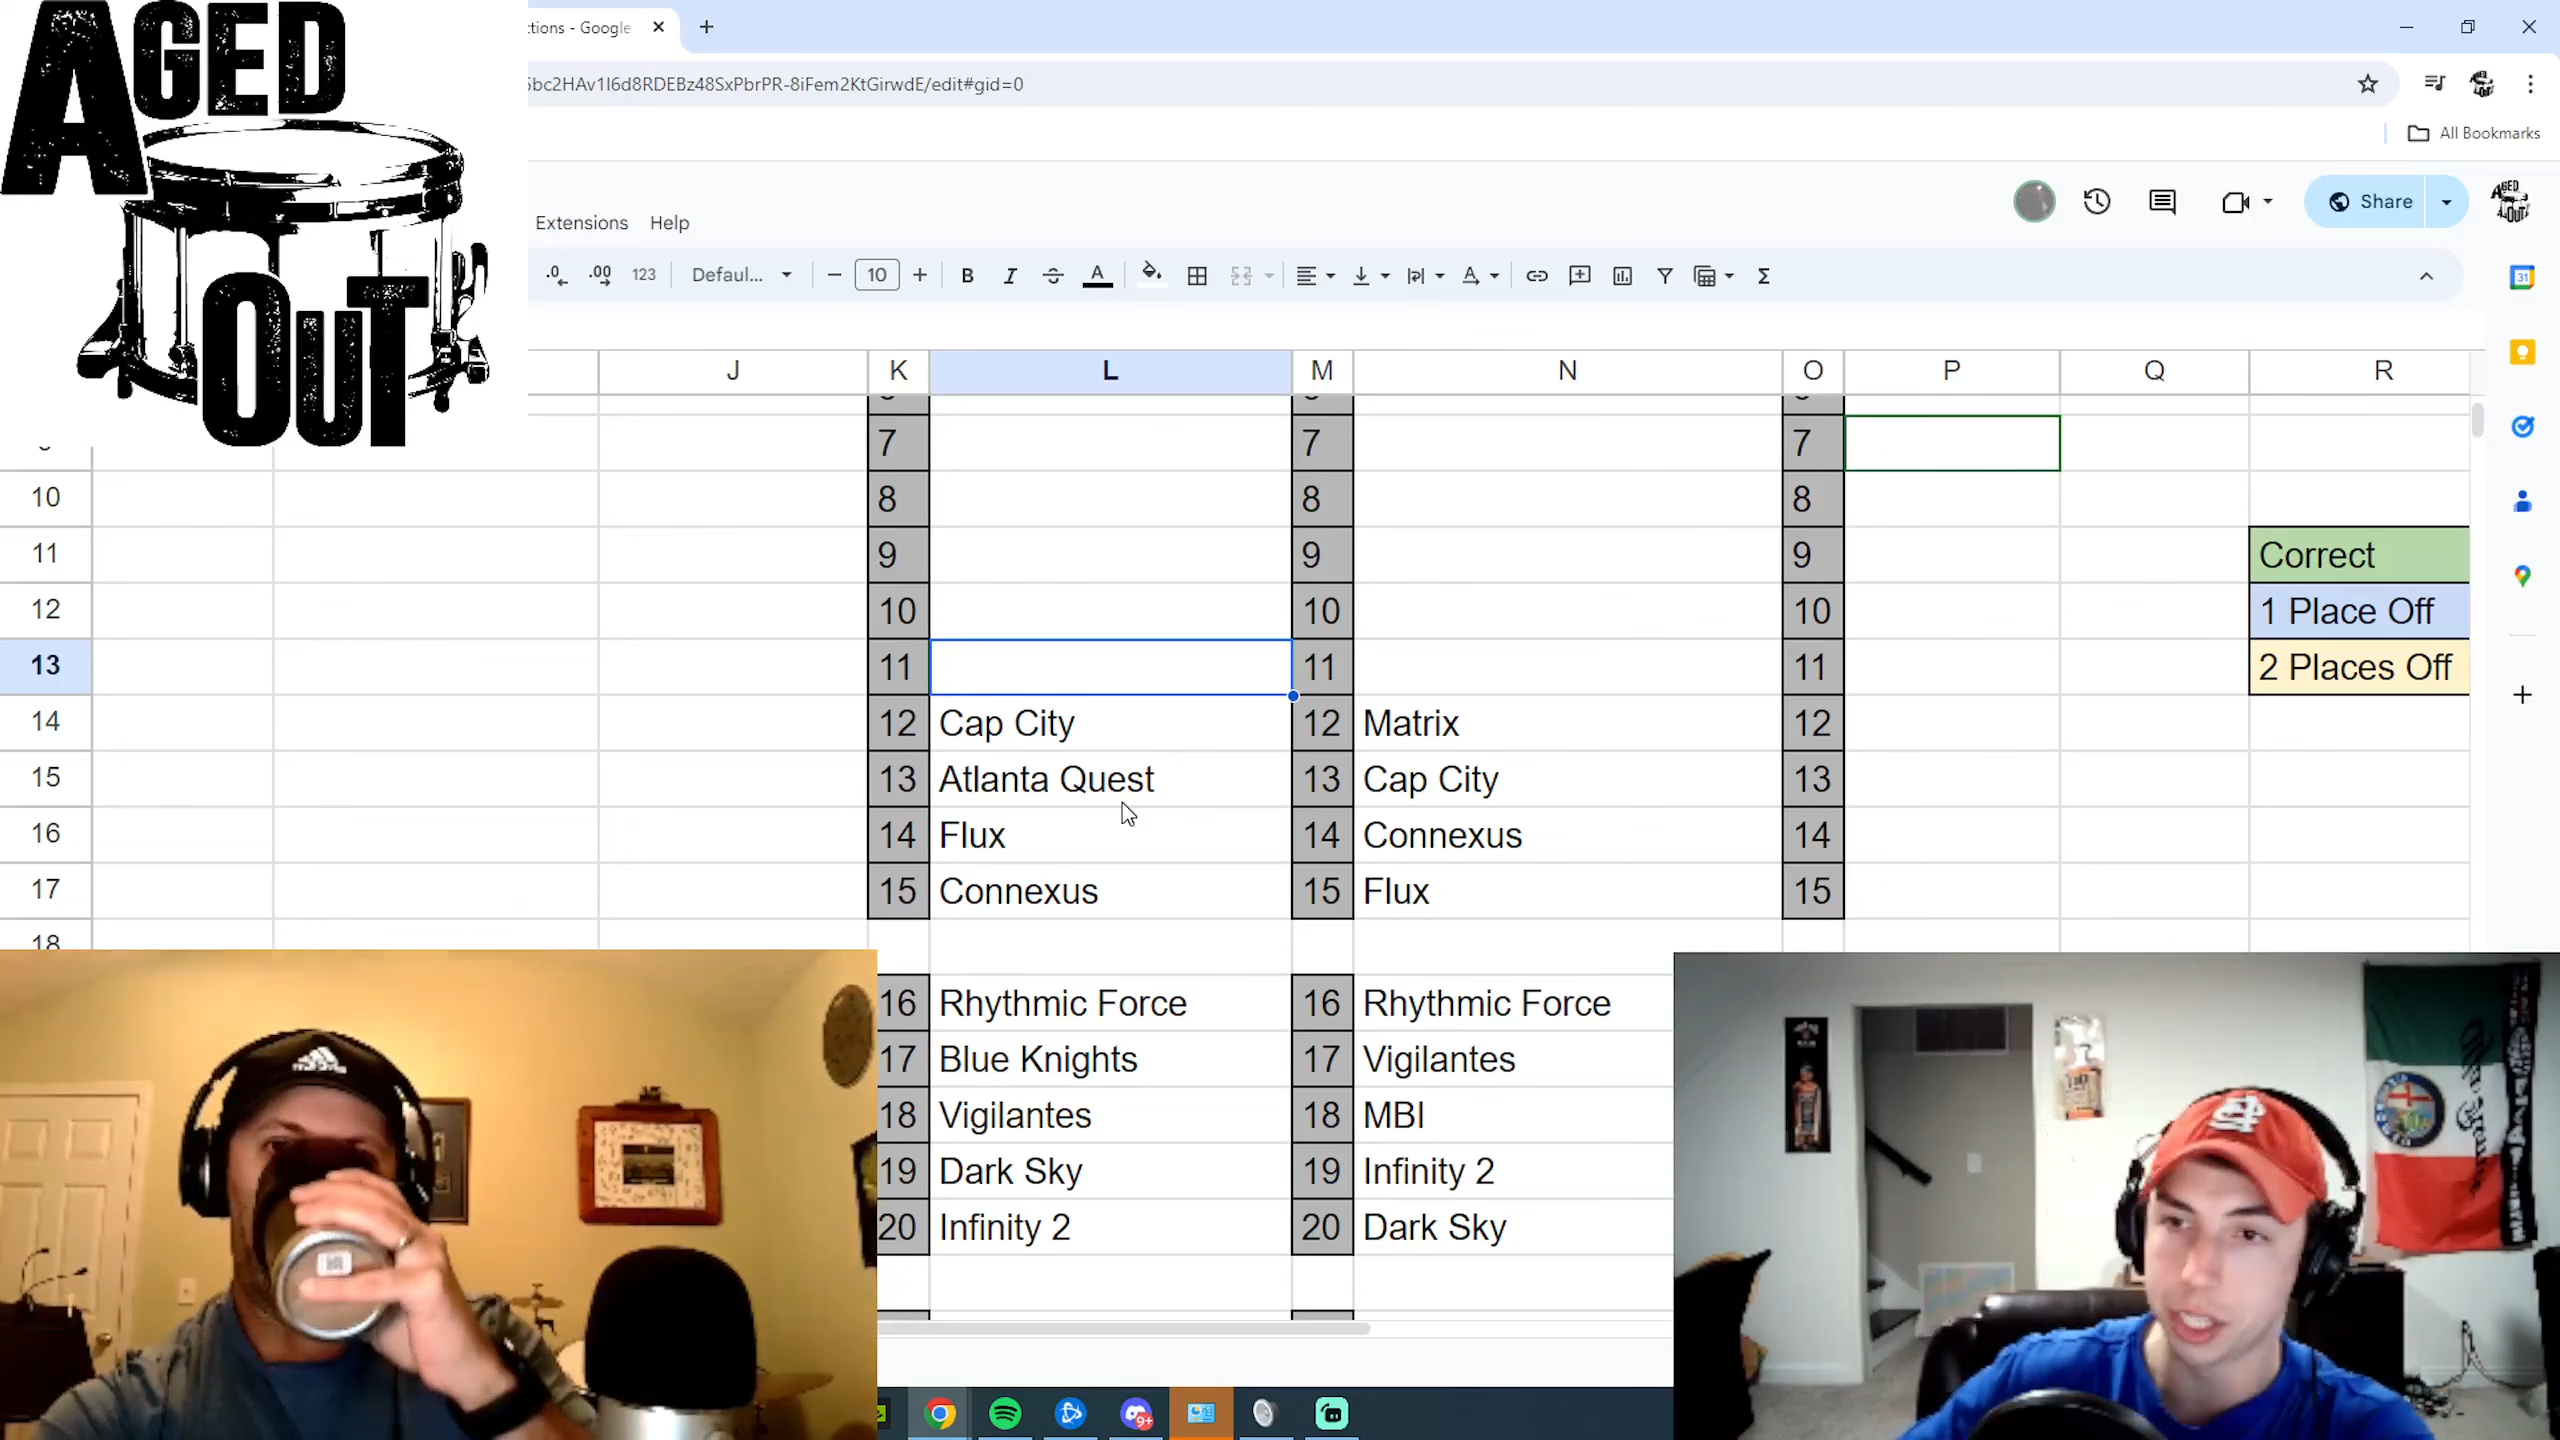 AGED OUT
ctions - Google
5bc2HAv1I6d8RDEBz48SxPbrPR-8iFem2KtGirwdE/edit#gid=0
All Bookmarks
Extensions Help
Share
.0 .00 123 Defaul... 10 B I A
J K L M N O P Q R
7 7 7
10 8 8 8
11 9 9 9 Correct
12 10 10 10 1 Place Off
13 11 11 11 2 Places Off
14 12 Cap City 12 Matrix 12
15 13 Atlanta Quest 13 Cap City 13
16 14 Flux 14 Connexus 14
17 15 Connexus 15 Flux 15
18
16 Rhythmic Force 16 Rhythmic Force
17 Blue Knights 17 Vigilantes
18 Vigilantes 18 MBI
19 Dark Sky 19 Infinity 2
20 Infinity 2 20 Dark Sky
9+